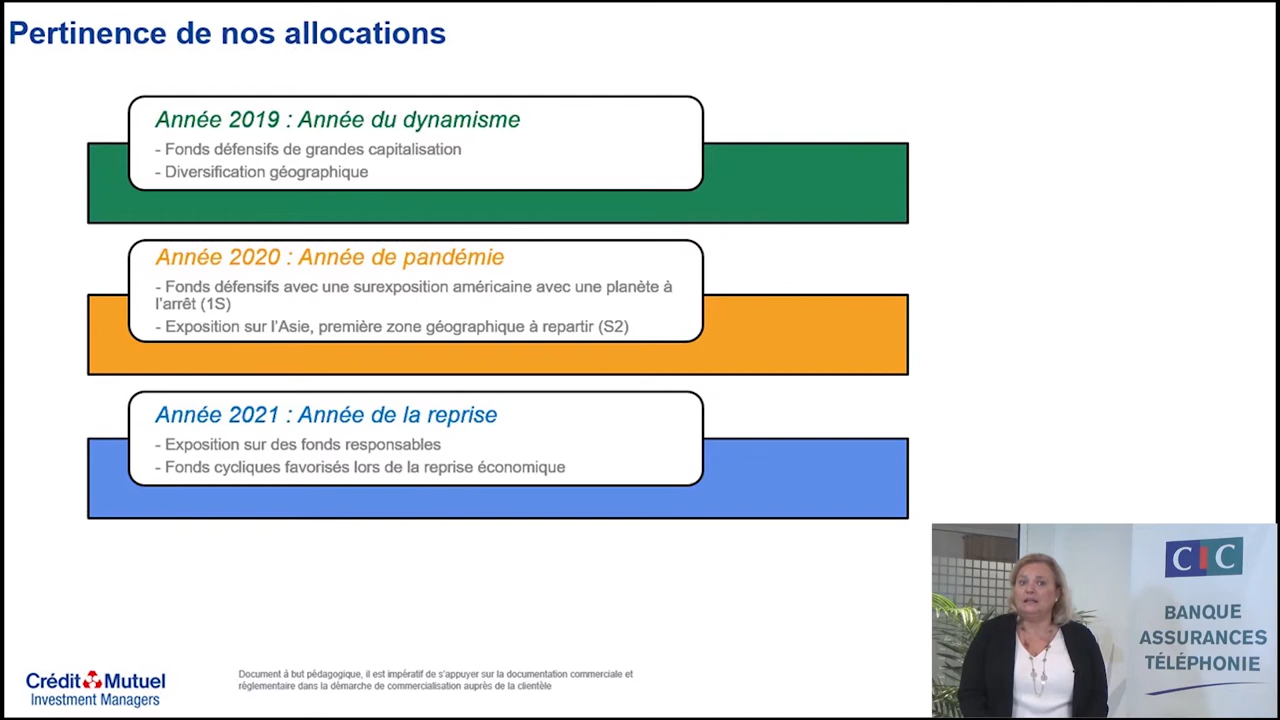 Pertinence de nos allocations
Année 2019 : Année du dynamisme
- Fonds défensifs de grandes capitalisation
- Diversification géographique
Année 2020 : Année de pandémie
- Fonds défensifs avec une surexposition américaine avec une planète à
l'arrêt (1S)
- Exposition sur l'Asie, première zone géographique à repartir (S2)
Année 2021 : Année de la reprise
- Exposition sur des fonds responsables
- Fonds cycliques favorisés lors de la reprise économique
CIC
BANQUE
ASSURANCES
TÉLÉPHONIE
Crédit Mutuel
Investment Managers
Document à but pédagogique, il est impératif de s'appuyer sur la documentation commerciale et
réglementaire dans la démarche de commercialisation auprès de la clientèle